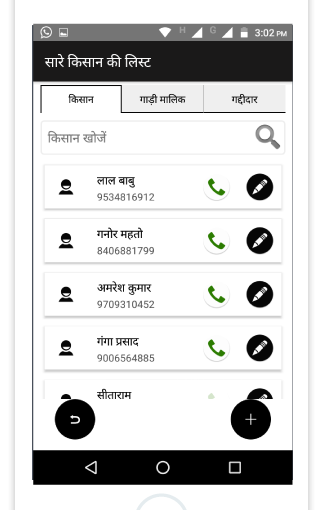 H G 3:02 PM
सारे किसान की लिस्ट
किसान गाड़ी मालिक गद्दीदार
किसान खोजें
लाल बाबु
9534816912
गनोर महतो
8406881799
अमरेश कुमार
9709310452
गंगा प्रसाद
9006564885
सीताराम